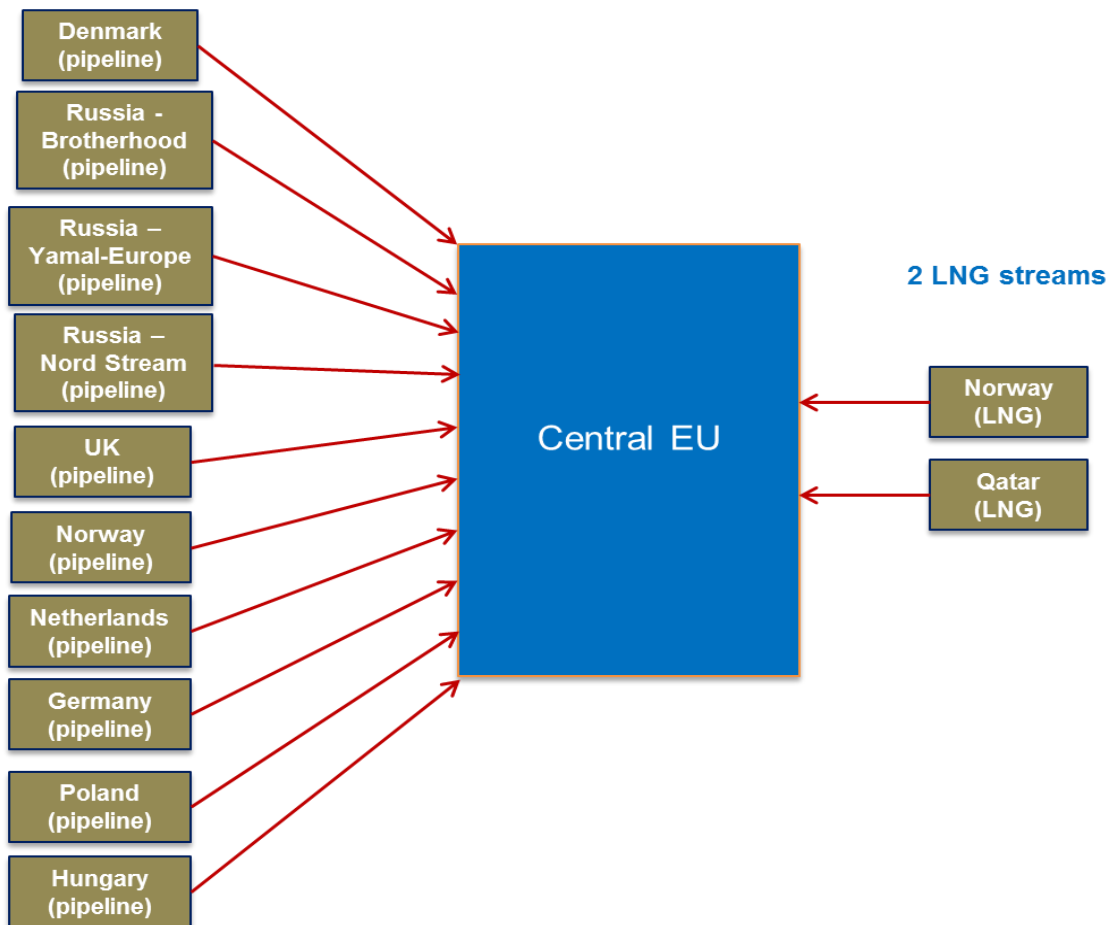 Denmark
(pipeline)
Russia -
Brotherhood
(pipeline)
Russia –
Yamal-Europe
(pipeline)
Russia –
Nord Stream
(pipeline)
UK
(pipeline)
Norway
(pipeline)
Netherlands
(pipeline)
Germany
(pipeline)
Poland
(pipeline)
Hungary
(pipeline)
Central EU
2 LNG streams
Norway
(LNG)
Qatar
(LNG)